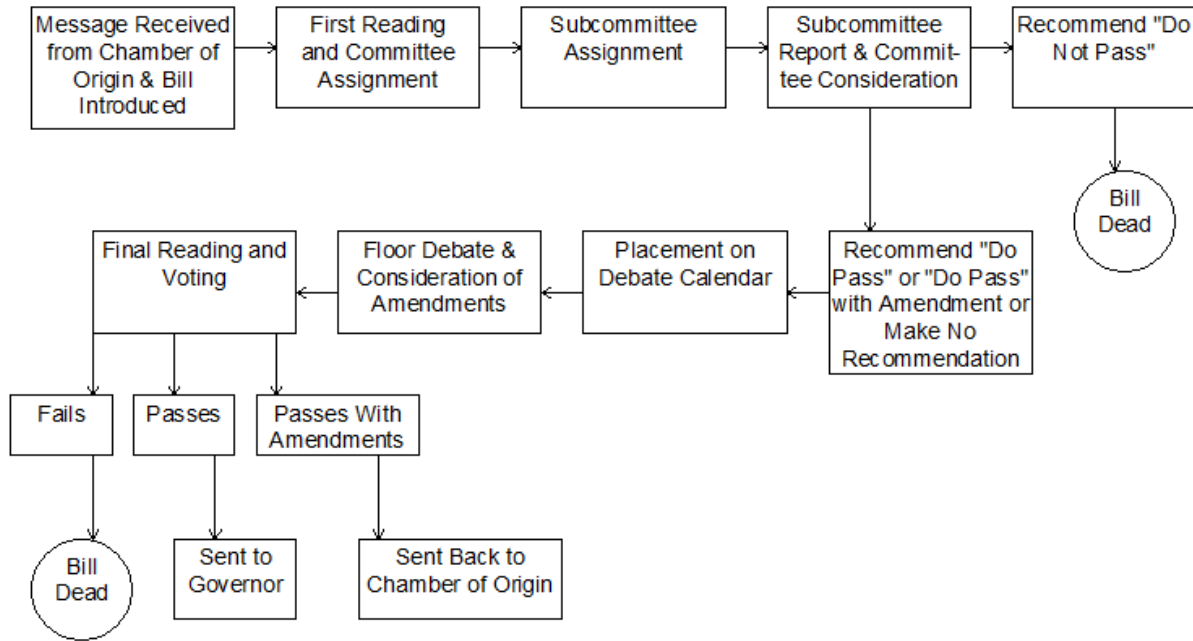 Message Received
from Chamber of
Origin & Bill
Introduced
First Reading
and Committee
Assignment
Subcommittee
Assignment
Subcommittee
Report & Commit-
tee Consideration
Recommend "Do
Not Pass"
Bill
Dead
Final Reading and
Voting
Floor Debate &
Consideration of
Amendments
Placement on
Debate Calendar
Recommend "Do
Pass" or "Do Pass"
with Amendment or
Make No
Recommendation
Fails
Passes
Passes With
Amendments
Bill
Dead
Sent to
Governor
Sent Back to
Chamber of Origin